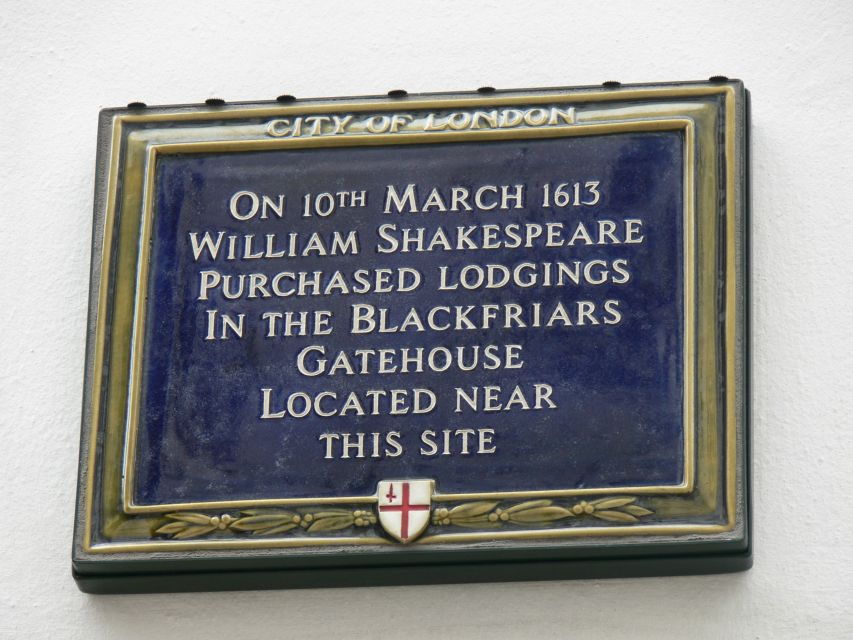 CITY OF LONDON
ON 10TH MARCH 1613
WILLIAM SHAKESPEARE
PURCHASED LODGINGS
IN THE BLACKFRIARS
GATEHOUSE
LOCATED NEAR
THIS SITE